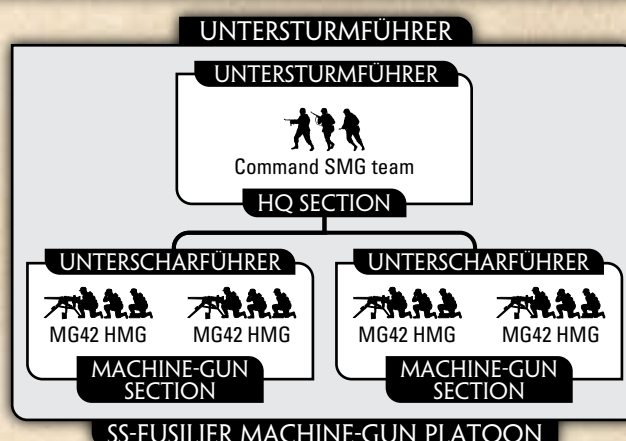 UNTERSTURMFÜHRER
UNTERSTURMFÜHRER
Command SMG team
HQ SECTION
UNTERSCHARFÜHRER
MG42 HMG MG42 HMG
MACHINE-GUN
SECTION
UNTERSCHARFÜHRER
MG42 HMG MG42 HMG
MACHINE-GUN
SECTION
SS-FUSILIER MACHINE-GUN PLATOON